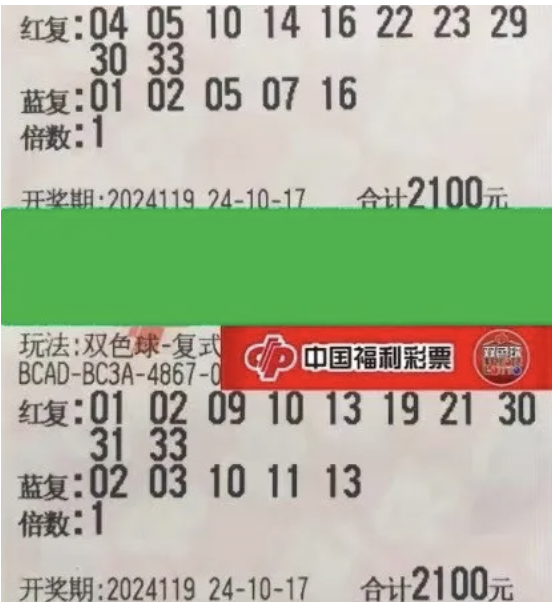 红复:04 05 10 14 16 22 23 29
30 33
蓝复:01 02 05 07 16
倍数:1
开奖期:2024119 24-10-17 合计2100元
玩法:双色球-复式
中国福利彩票 双色球
BCAD-BC3A-4867-0
红复:01 02 09 10 13 19 21 30
31 33
蓝复:02 03 10 11 13
倍数:1
开奖期:2024119 24-10-17 合计2100元